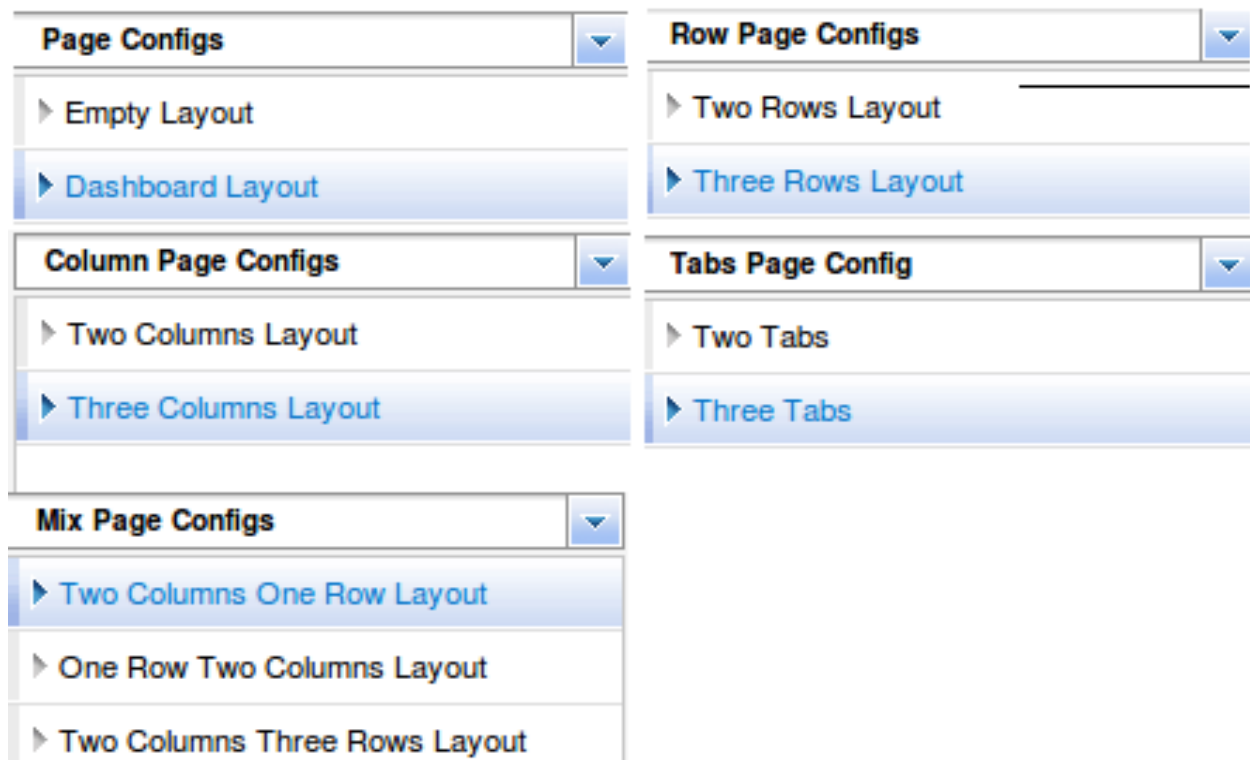 Page Configs
Empty Layout
Dashboard Layout
Row Page Configs
Two Rows Layout
Three Rows Layout
Column Page Configs
Two Columns Layout
Three Columns Layout
Tabs Page Config
Two Tabs
Three Tabs
Mix Page Configs
Two Columns One Row Layout
One Row Two Columns Layout
Two Columns Three Rows Layout